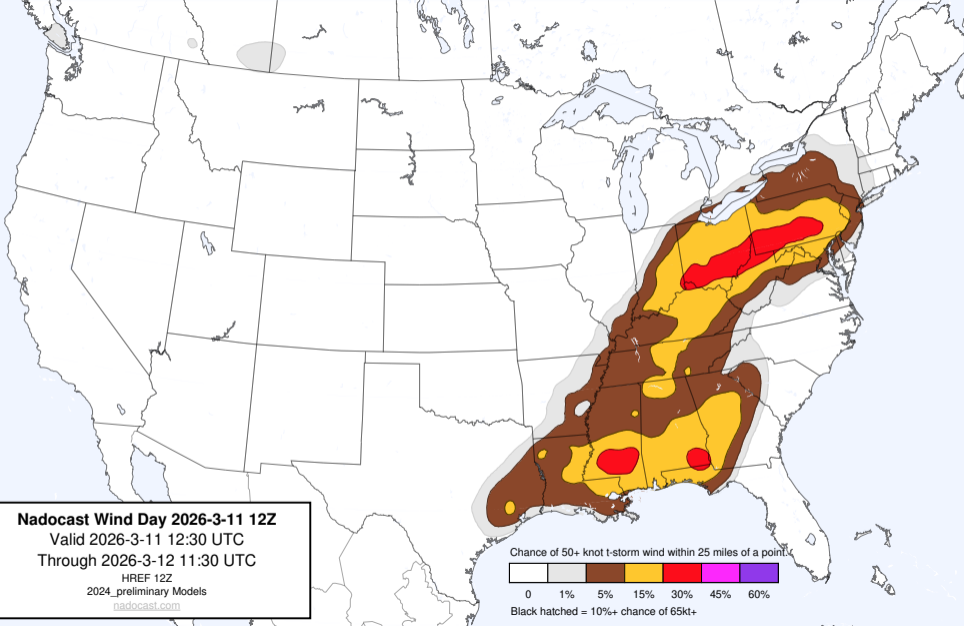 Nadocast Wind Day 2026-3-11 12Z
Valid 2026-3-11 12:30 UTC
Through 2026-3-12 11:30 UTC
HREF 12Z
2024_preliminary Models
nadocast.com
Chance of 50+ knot t-storm wind within 25 miles of a point.
0 1% 5% 15% 30% 45% 60%
Black hatched = 10%+ chance of 65kt+